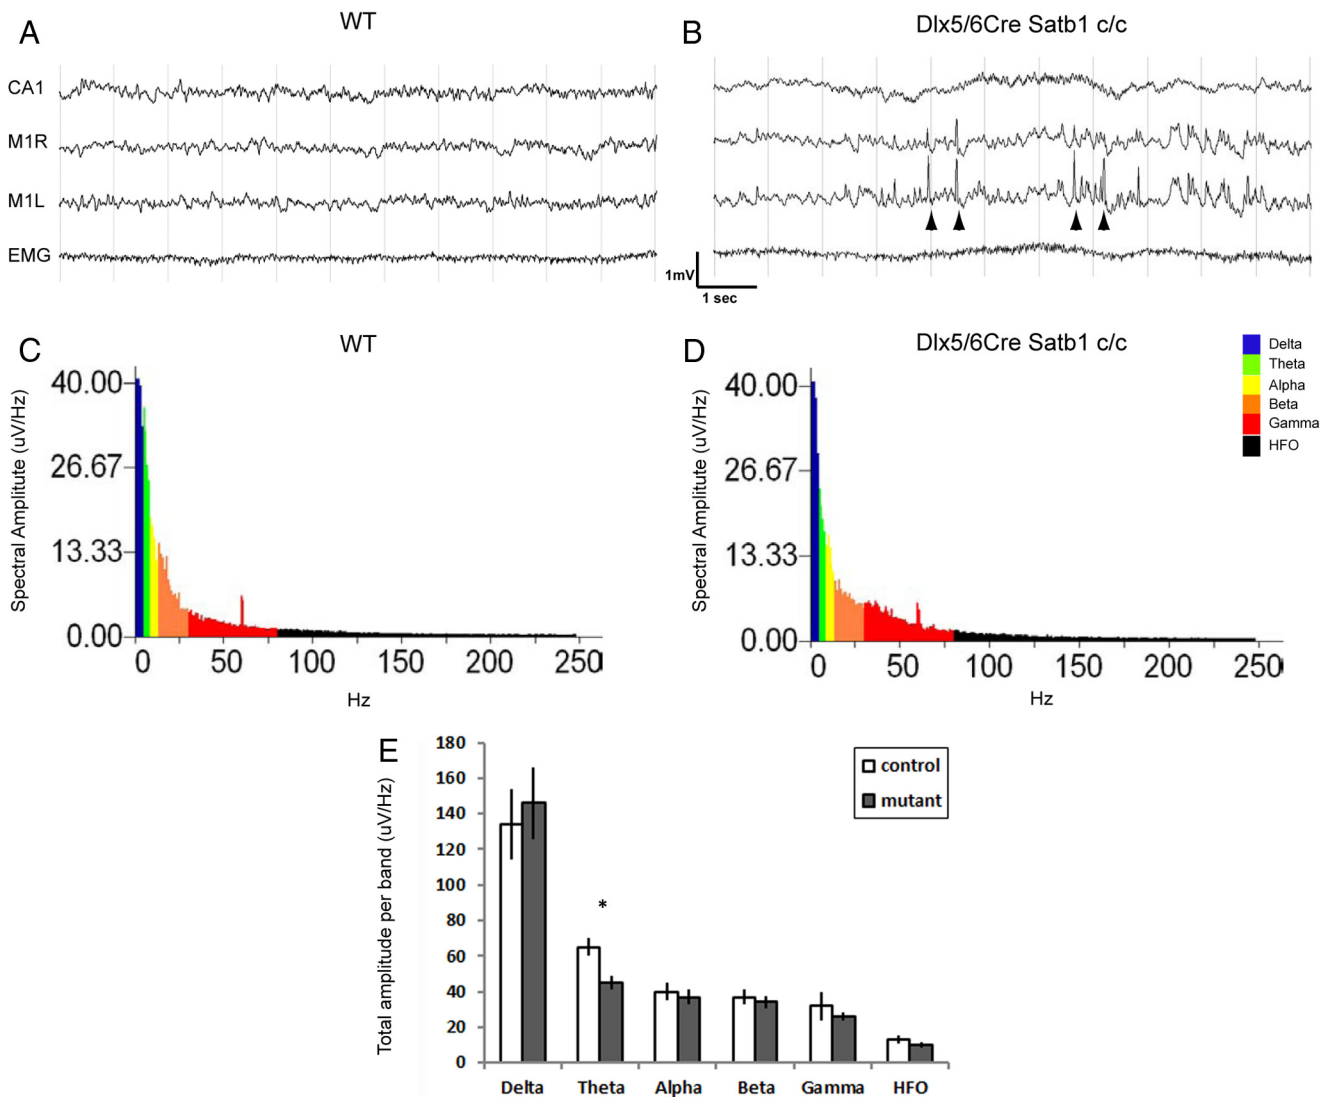 A
WT
B
Dlx5/6Cre Satb1 c/c
CA1
M1R
M1L
EMG
1mV
1 sec
C
WT
D
Dlx5/6Cre Satb1 c/c
Delta
Theta
Alpha
Beta
Gamma
HFO
Spectral Amplitute (uV/Hz)
40.00
26.67
13.33
0.00
0 50 100 150 200 250
Hz
Spectral Amplitute (uV/Hz)
40.00
26.67
13.33
0.00
0 50 100 150 200 250
Hz
E
Total amplitude per band (uV/Hz)
180
160
140
120
100
80
60
40
20
0
*
control
mutant
Delta Theta Alpha Beta Gamma HFO